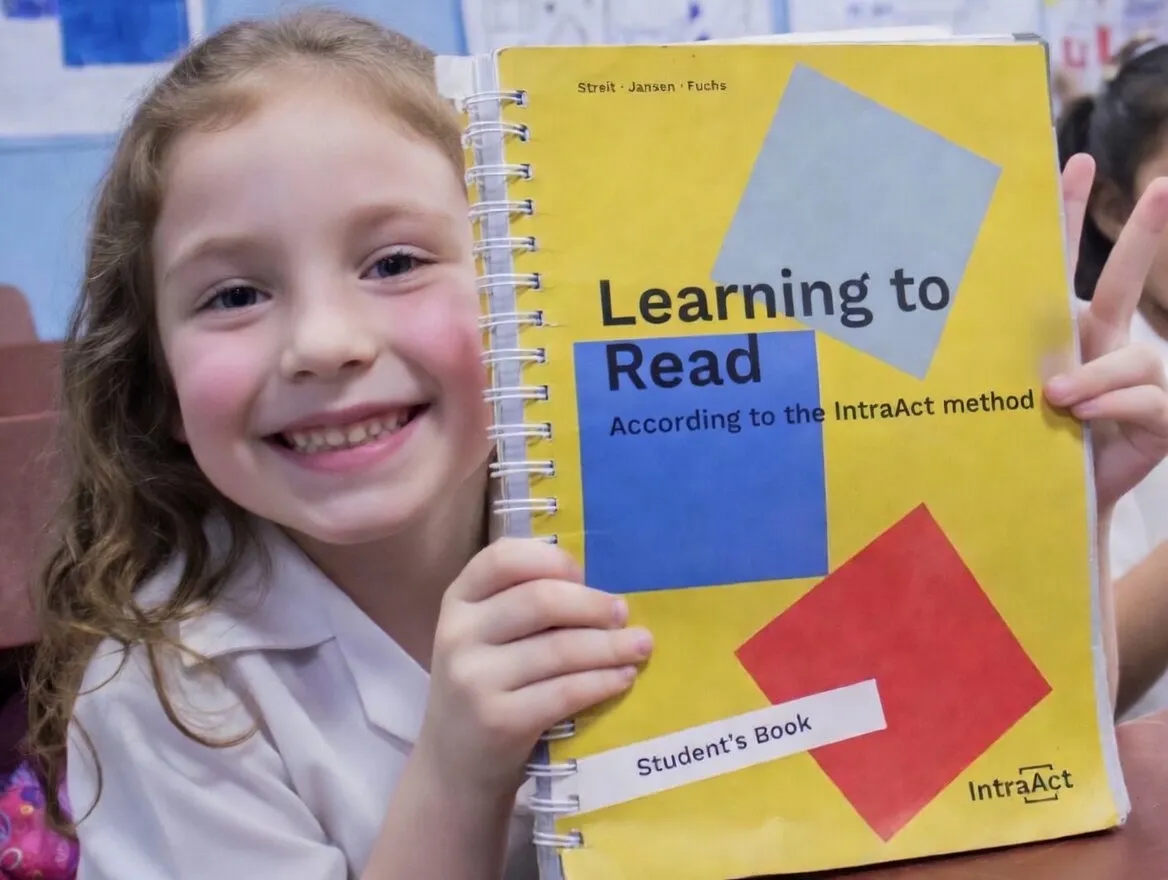 Streit · Jansen · Fuchs
Learning to
Read
According to the IntraAct method
Student's Book
IntraAct